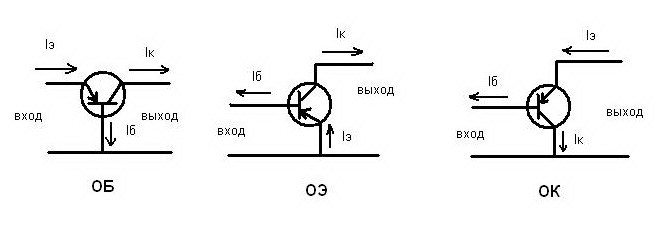 Iэ Iк
вход Iб выход
ОБ
Iк
Iб выход
вход Iэ
ОЭ
Iэ
Iб выход
вход Iк
ОК